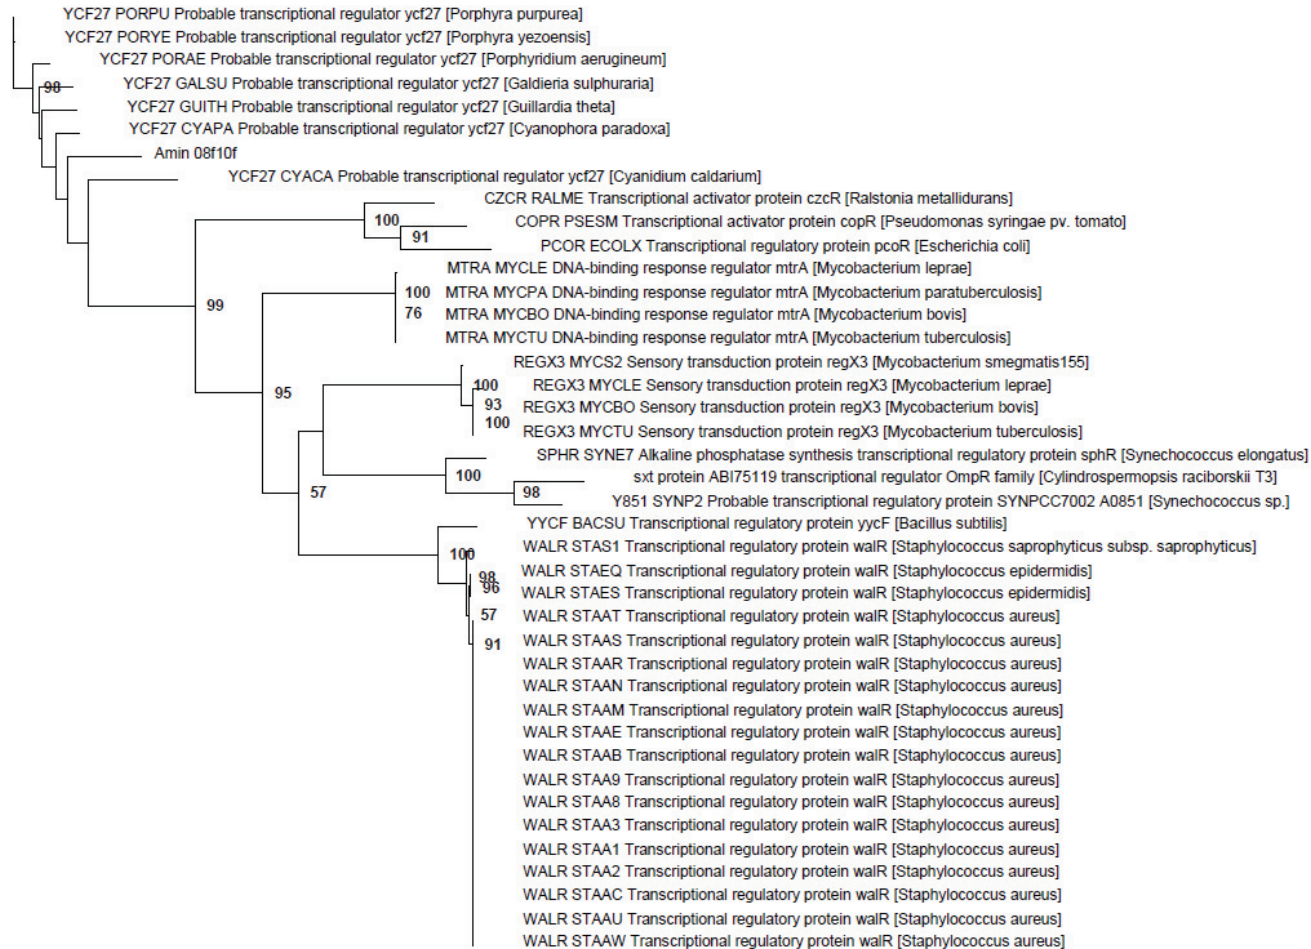 YCF27 PORPU Probable transcriptional regulator ycf27 [Porphyra purpurea]
YCF27 PORYE Probable transcriptional regulator ycf27 [Porphyra yezoensis]
YCF27 PORAE Probable transcriptional regulator ycf27 [Porphyridium aerugineum]
98 YCF27 GALSU Probable transcriptional regulator ycf27 [Galdieria sulphuraria]
YCF27 GUITH Probable transcriptional regulator ycf27 [Guillardia theta]
YCF27 CYAPA Probable transcriptional regulator ycf27 [Cyanophora paradoxa]
Amin 08f10f
YCF27 CYACA Probable transcriptional regulator ycf27 [Cyanidium caldarium]
CZCR RALME Transcriptional activator protein czcR [Ralstonia metallidurans]
100 COPR PSESM Transcriptional activator protein copR [Pseudomonas syringae pv. tomato]
91 PCOR ECOLX Transcriptional regulatory protein pcoR [Escherichia coli]
MTRA MYCLE DNA-binding response regulator mtrA [Mycobacterium leprae]
100 MTRA MYCPA DNA-binding response regulator mtrA [Mycobacterium paratuberculosis]
99 76 MTRA MYCBO DNA-binding response regulator mtrA [Mycobacterium bovis]
MTRA MYCTU DNA-binding response regulator mtrA [Mycobacterium tuberculosis]
REGX3 MYCS2 Sensory transduction protein regX3 [Mycobacterium smegmatis155]
100 REGX3 MYCLE Sensory transduction protein regX3 [Mycobacterium leprae]
95 93 REGX3 MYCBO Sensory transduction protein regX3 [Mycobacterium bovis]
100 REGX3 MYCTU Sensory transduction protein regX3 [Mycobacterium tuberculosis]
SPHR SYNE7 Alkaline phosphatase synthesis transcriptional regulatory protein sphR [Synechococcus elongatus]
100 sxt protein ABI75119 transcriptional regulator OmpR family [Cylindrospermopsis raciborskii T3]
57 98 Y851 SYNP2 Probable transcriptional regulatory protein SYNPCC7002 A0851 [Synechococcus sp.]
YYCF BACSU Transcriptional regulatory protein yycF [Bacillus subtilis]
100 WALR STAS1 Transcriptional regulatory protein walR [Staphylococcus saprophyticus subsp. saprophyticus]
98 WALR STAEQ Transcriptional regulatory protein walR [Staphylococcus epidermidis]
96 WALR STAES Transcriptional regulatory protein walR [Staphylococcus epidermidis]
57 WALR STAAT Transcriptional regulatory protein walR [Staphylococcus aureus]
91 WALR STAAS Transcriptional regulatory protein walR [Staphylococcus aureus]
WALR STAAR Transcriptional regulatory protein walR [Staphylococcus aureus]
WALR STAAN Transcriptional regulatory protein walR [Staphylococcus aureus]
WALR STAAM Transcriptional regulatory protein walR [Staphylococcus aureus]
WALR STAAE Transcriptional regulatory protein walR [Staphylococcus aureus]
WALR STAAB Transcriptional regulatory protein walR [Staphylococcus aureus]
WALR STAA9 Transcriptional regulatory protein walR [Staphylococcus aureus]
WALR STAA8 Transcriptional regulatory protein walR [Staphylococcus aureus]
WALR STAA3 Transcriptional regulatory protein walR [Staphylococcus aureus]
WALR STAA1 Transcriptional regulatory protein walR [Staphylococcus aureus]
WALR STAA2 Transcriptional regulatory protein walR [Staphylococcus aureus]
WALR STAAC Transcriptional regulatory protein walR [Staphylococcus aureus]
WALR STAAU Transcriptional regulatory protein walR [Staphylococcus aureus]
WALR STAAW Transcriptional regulatory protein walR [Staphylococcus aureus]